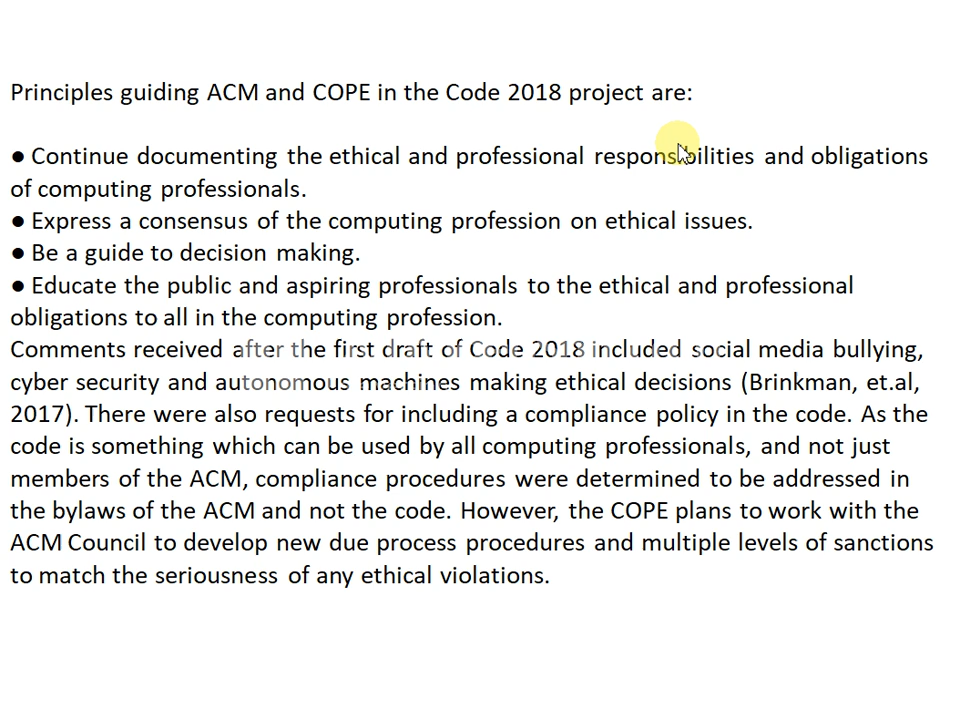 Principles guiding ACM and COPE in the Code 2018 project are:
● Continue documenting the ethical and professional responsibilities and obligations
of computing professionals.
● Express a consensus of the computing profession on ethical issues.
● Be a guide to decision making.
● Educate the public and aspiring professionals to the ethical and professional
obligations to all in the computing profession.
Comments received after the first draft of Code 2018 included social media bullying,
cyber security and autonomous machines making ethical decisions (Brinkman, et.al,
2017). There were also requests for including a compliance policy in the code. As the
code is something which can be used by all computing professionals, and not just
members of the ACM, compliance procedures were determined to be addressed in
the bylaws of the ACM and not the code. However, the COPE plans to work with the
ACM Council to develop new due process procedures and multiple levels of sanctions
to match the seriousness of any ethical violations.